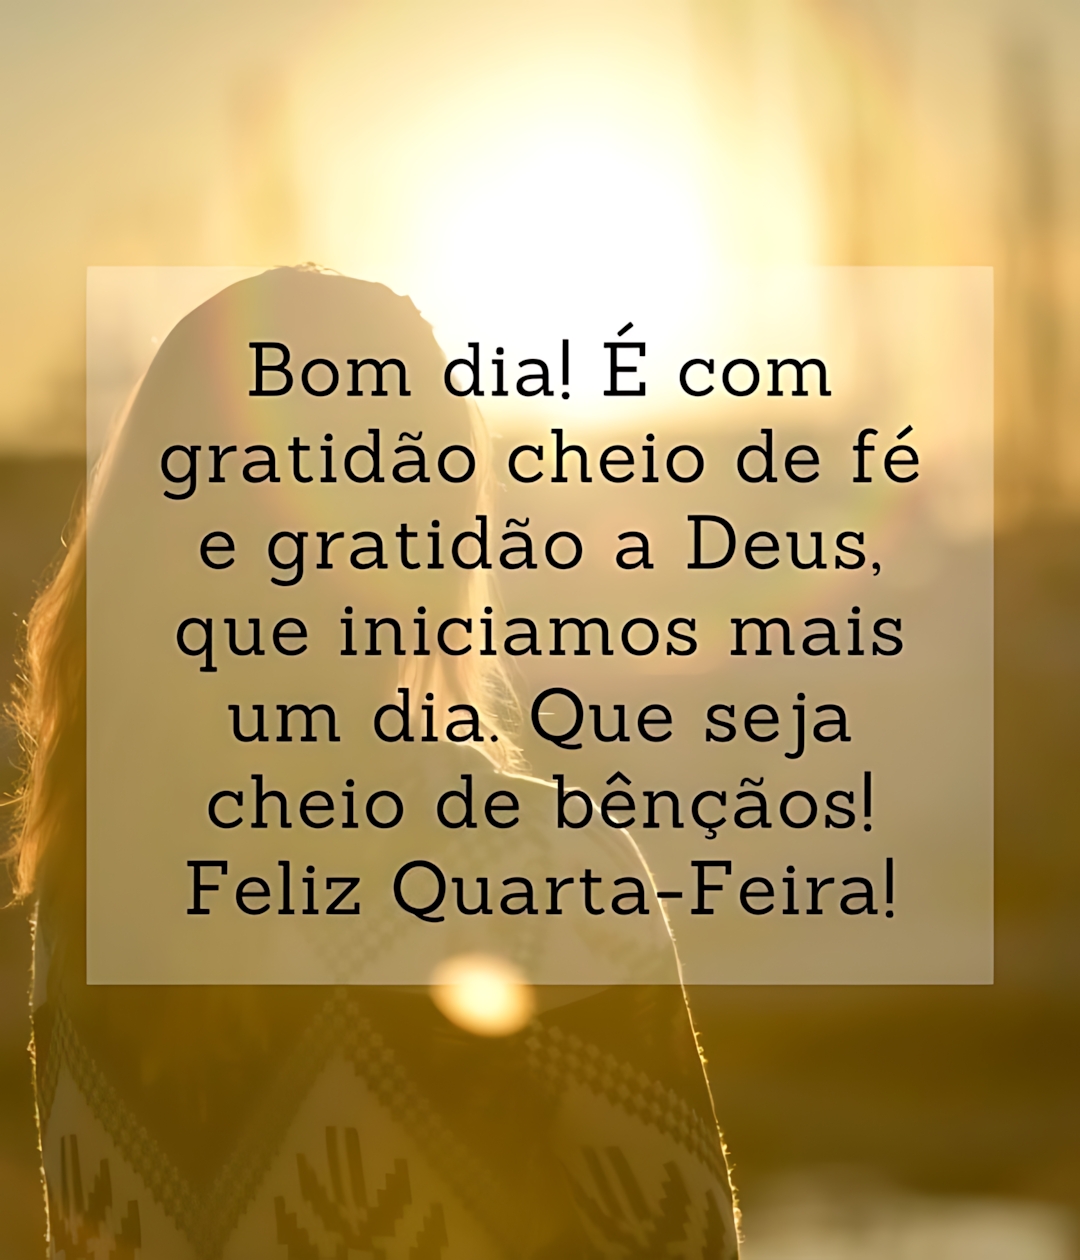 Bom dia! É com
gratidão cheio de fé
e gratidão a Deus,
que iniciamos mais
um dia. Que seja
cheio de bênçãos!
Feliz Quarta-Feira!